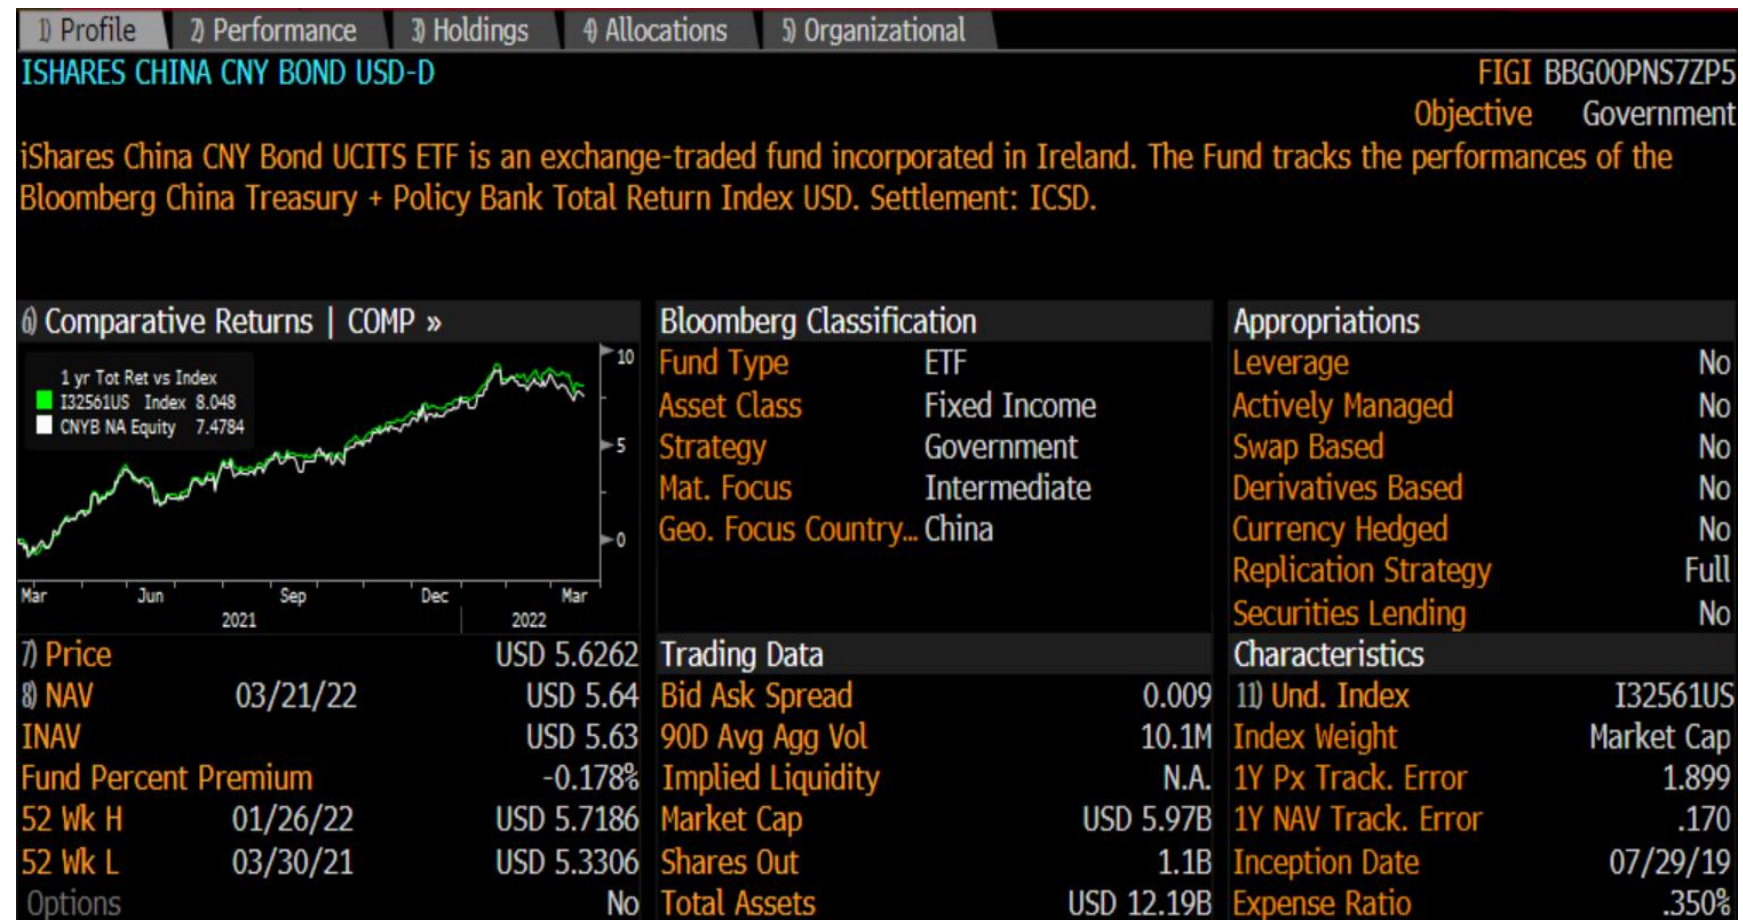 1) Profile 2) Performance 3) Holdings 4) Allocations 5) Organizational
ISHARES CHINA CNY BOND USD-D FIGI BBG00PNS7ZP5
Objective Government
iShares China CNY Bond UCITS ETF is an exchange-traded fund incorporated in Ireland. The Fund tracks the performances of the
Bloomberg China Treasury + Policy Bank Total Return Index USD. Settlement: ICSD.
6) Comparative Returns | COMP »
1 yr Tot Ret vs Index
I32561US Index 8.048
CNYB NA Equity 7.4784
10
5
0
Mar Jun Sep Dec Mar
2021 2022
Bloomberg Classification
Fund Type ETF
Asset Class Fixed Income
Strategy Government
Mat. Focus Intermediate
Geo. Focus Country... China
Appropriations
Leverage No
Actively Managed No
Swap Based No
Derivatives Based No
Currency Hedged No
Replication Strategy Full
Securities Lending No
7) Price USD 5.6262
8) NAV 03/21/22 USD 5.64
INAV USD 5.63
Fund Percent Premium -0.178%
52 Wk H 01/26/22 USD 5.7186
52 Wk L 03/30/21 USD 5.3306
Options No
Trading Data
Bid Ask Spread 0.009
90D Avg Agg Vol 10.1M
Implied Liquidity N.A.
Market Cap USD 5.97B
Shares Out 1.1B
Total Assets USD 12.19B
Characteristics
11) Und. Index I32561US
Index Weight Market Cap
1Y Px Track. Error 1.899
1Y NAV Track. Error .170
Inception Date 07/29/19
Expense Ratio .350%